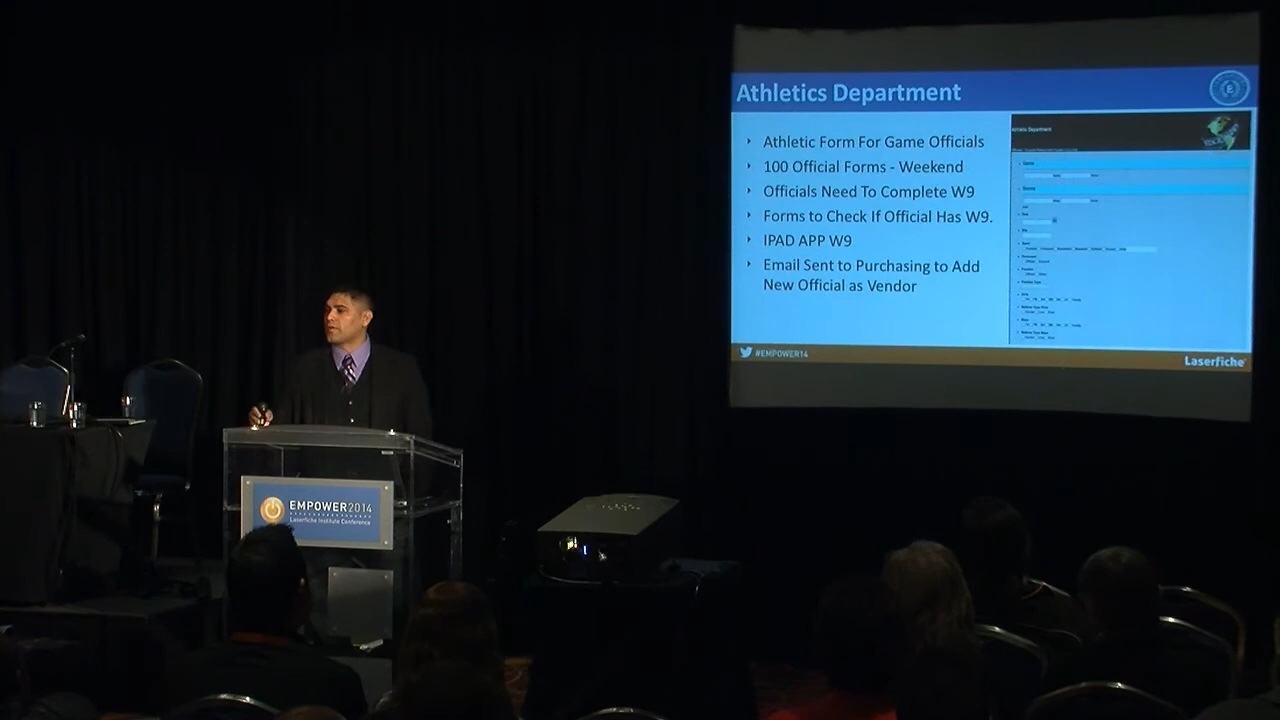 Athletics Department
E
Athletic Form For Game Officials
100 Official Forms - Weekend
Officials Need To Complete W9
Forms to Check If Official Has W9.
IPAD APP W9
Email Sent to Purchasing to Add
New Official as Vendor
Athletic Department
#EMPOWER14
Laserfiche
EMPOWER2014
Laserfiche Institute Conference